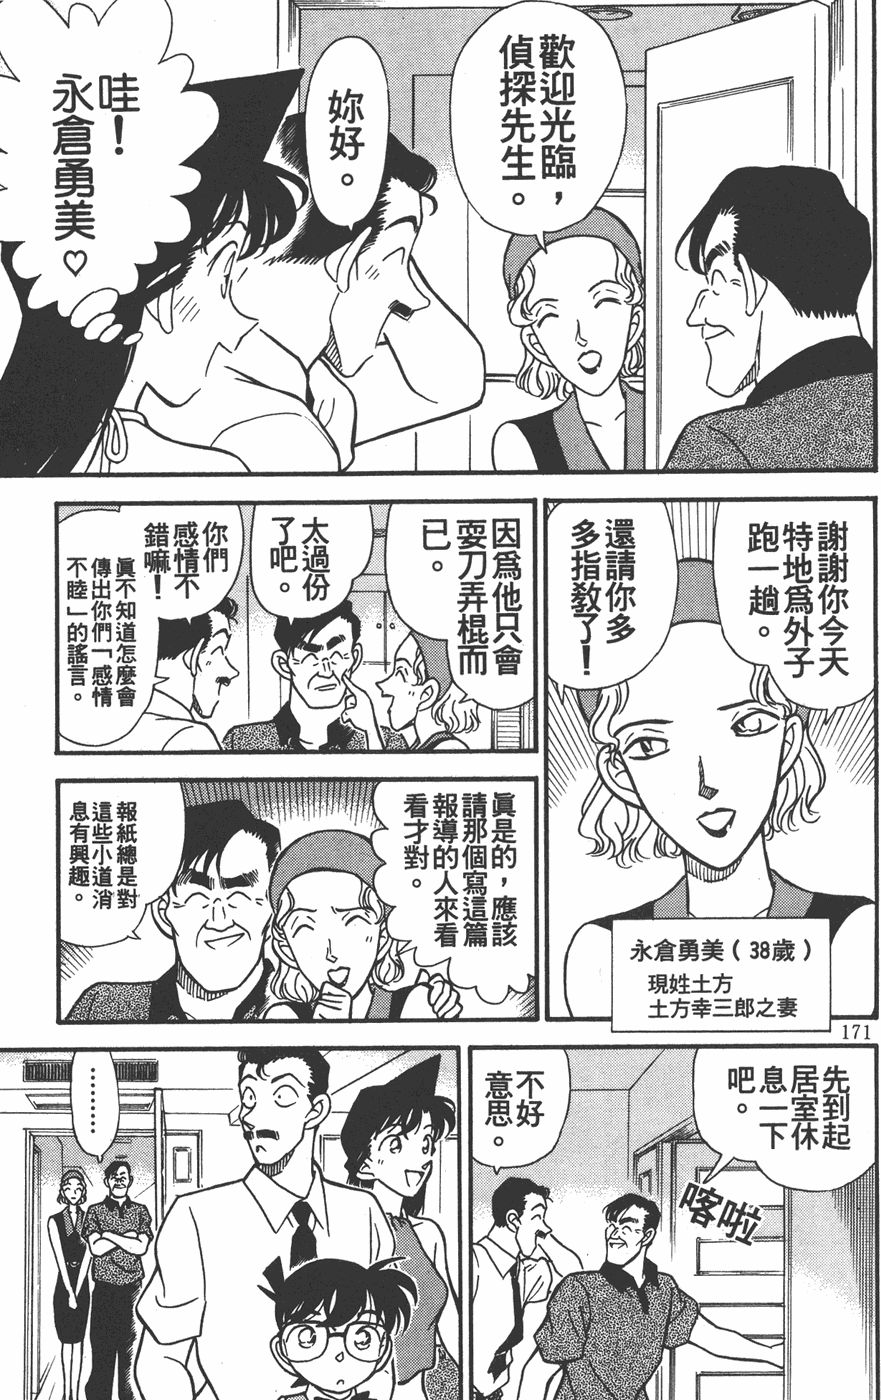 歡迎光臨，
偵探先生。
妳好。
哇！
永倉勇美♡
謝謝你今天
特地為外子
跑一趟。
還請你多
多指教了！
永倉勇美（38歲）
現姓土方
土方幸三郎之妻
因為他只會
耍刀弄棍而
已。
太過份
了吧。
你們
感情不
錯嘛！
眞不知道怎麼會
傳出你們「感情
不睦」的謠言。
眞是的，應該
請那個寫這篇
報導的人來看
看才對。
報紙總是對
這些小道消
息有興趣。
171
先到起
居室休
息一下
吧。
喀啦
不好
意思。
……